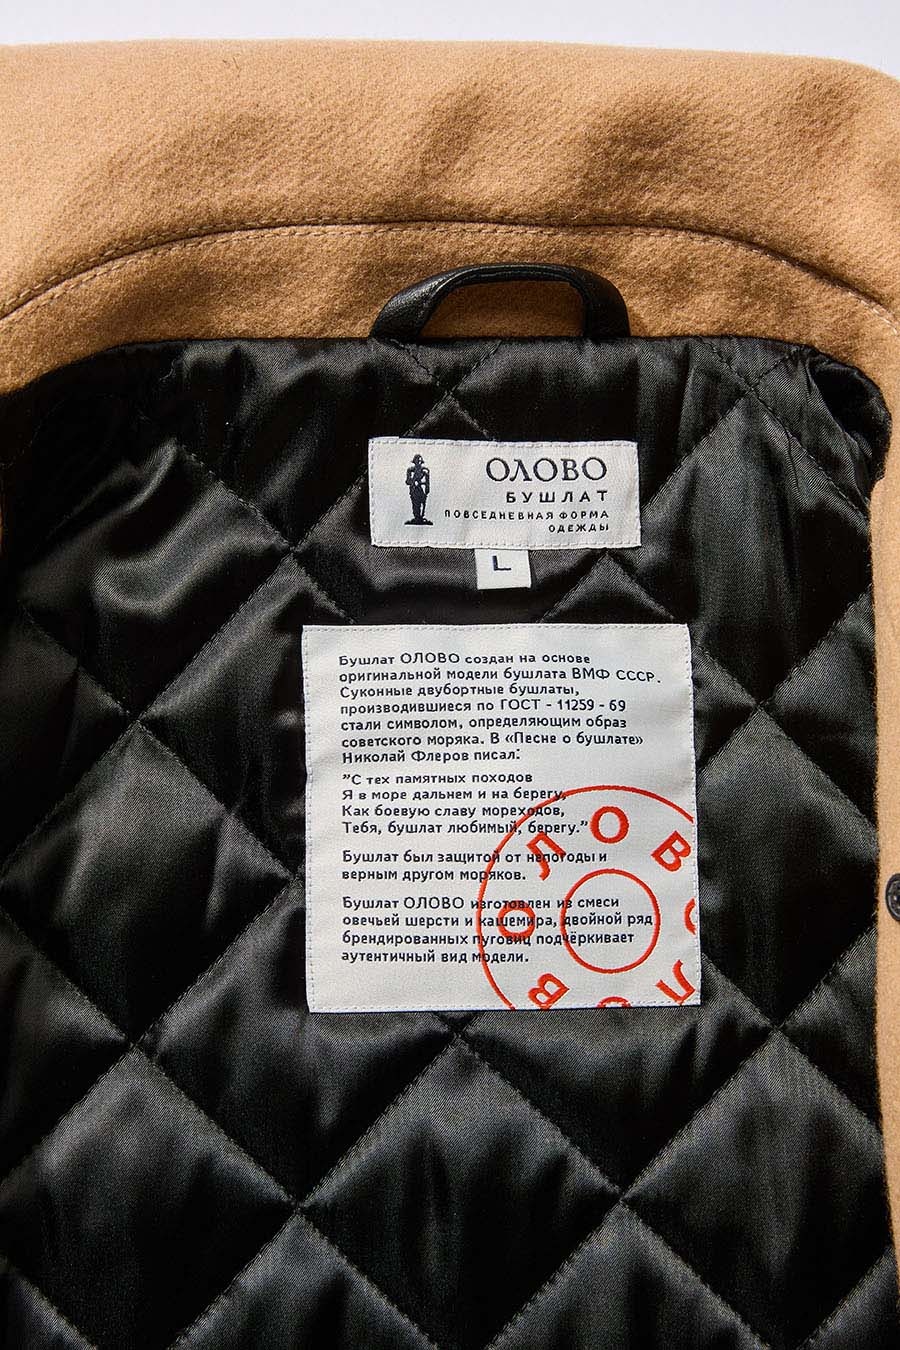 ОЛОВО
БУШЛАТ
ПОВСЕДНЕВНАЯ ФОРМА
ОДЕЖДЫ
L
Бушлат ОЛОВО создан на основе
оригинальной модели бушлата ВМФ СССР.
Суконные двубортные бушлаты,
производившиеся по ГОСТ - 11259 - 69
стали символом, определяющим образ
советского моряка. В «Песне о бушлате»
Николай Флеров писал:
"С тех памятных походов
Я в море дальнем и на берегу,
Как боевую славу мореходов,
Тебя, бушлат любимый, берегу."
Бушлат был защитой от непогоды и
верным другом моряков.
Бушлат ОЛОВО изготовлен из смеси
овечьей шерсти и кашемира, двойной ряд
брендированных пуговиц подчёркивает
аутентичный вид модели.
ОЛОВО
ОЛОВ